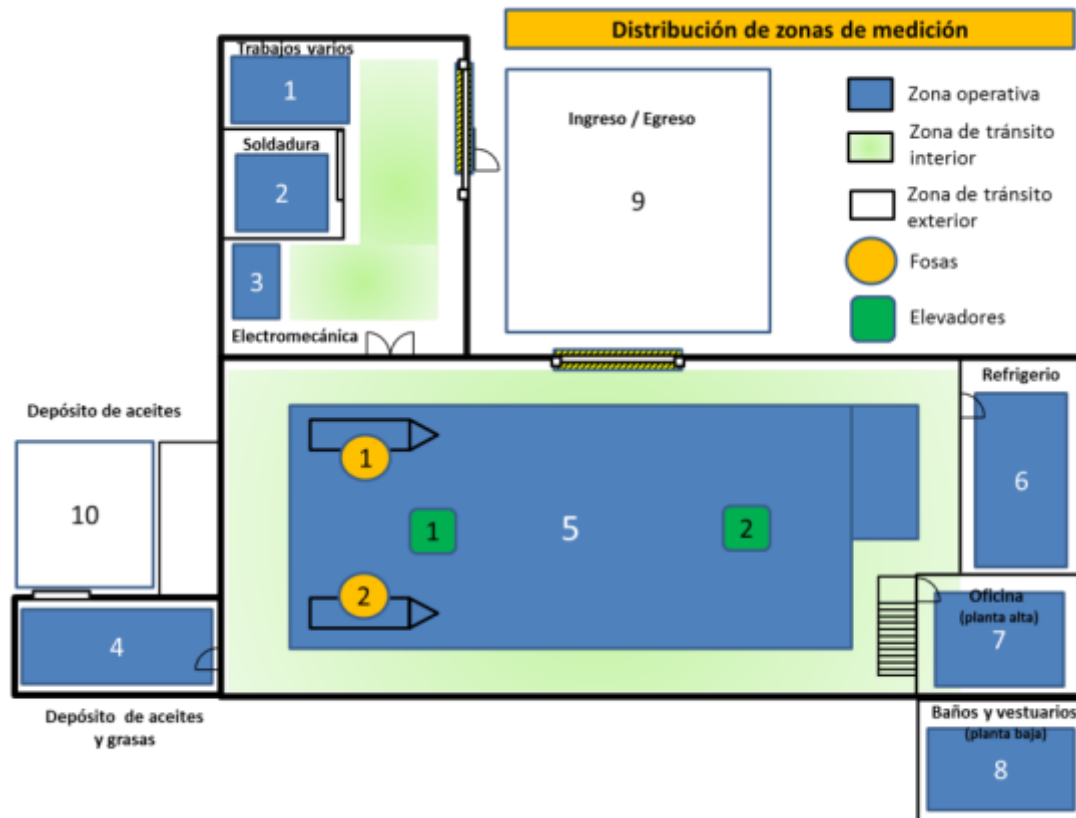 Distribución de zonas de medición
Trabajos varios
1
Soldadura
2
3
Electromecánica
Ingreso / Egreso
9
Zona operativa
Zona de tránsito
interior
Zona de tránsito
exterior
Fosas
Elevadores
Depósito de aceites
10
4
Depósito de aceites
y grasas
1
1
5
2
2
Refrigerio
6
Oficina
(planta alta)
7
Baños y vestuarios
(planta baja)
8